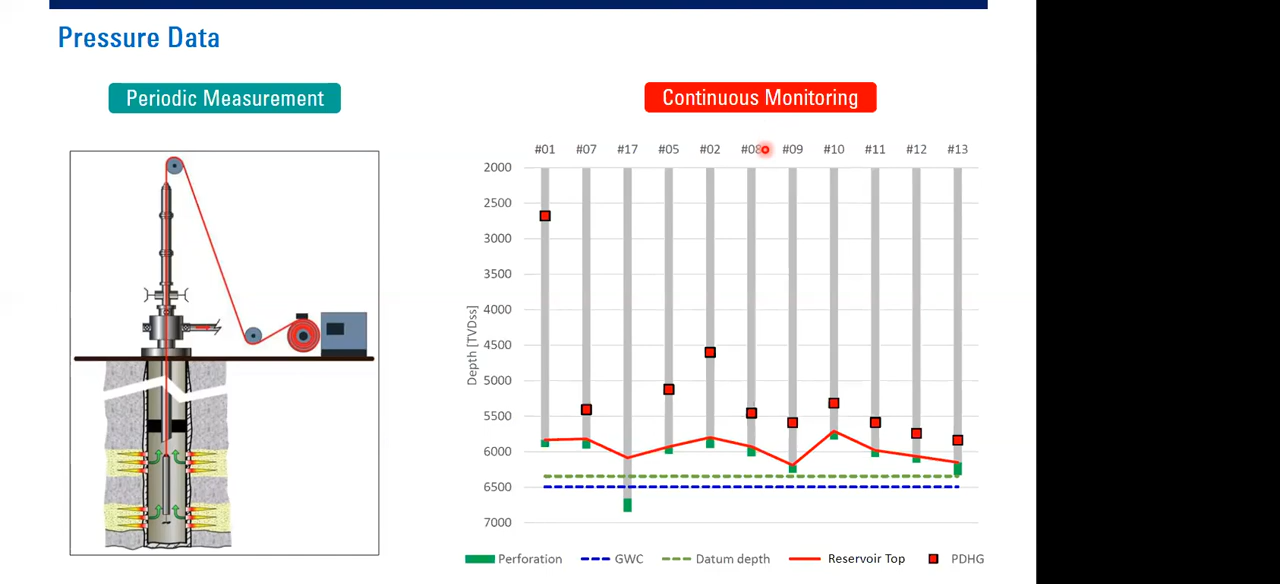 Pressure Data
Periodic Measurement
Continuous Monitoring
#01 #07 #17 #05 #02 #08 #09 #10 #11 #12 #13
2000
2500
3000
3500
4000
4500
5000
5500
6000
6500
7000
Depth [TVDss]
Perforation GWC Datum depth Reservoir Top PDHG